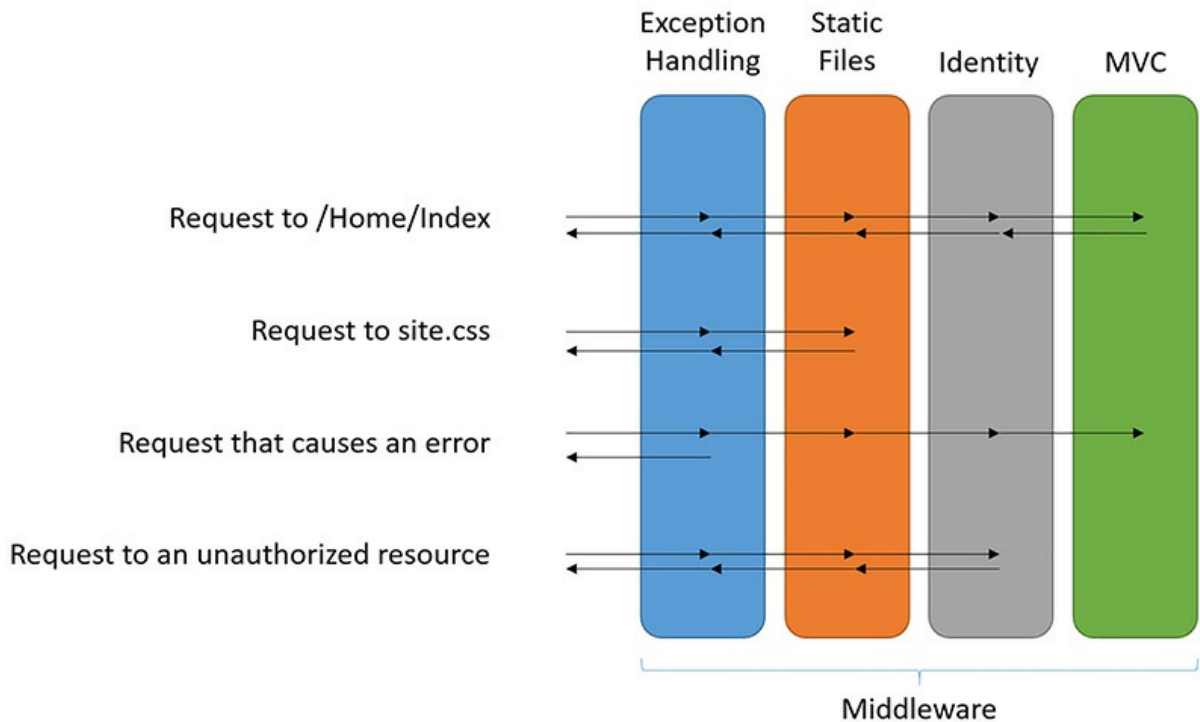 Exception
Handling
Static
Files
Identity
MVC
Request to /Home/Index
Request to site.css
Request that causes an error
Request to an unauthorized resource
Middleware